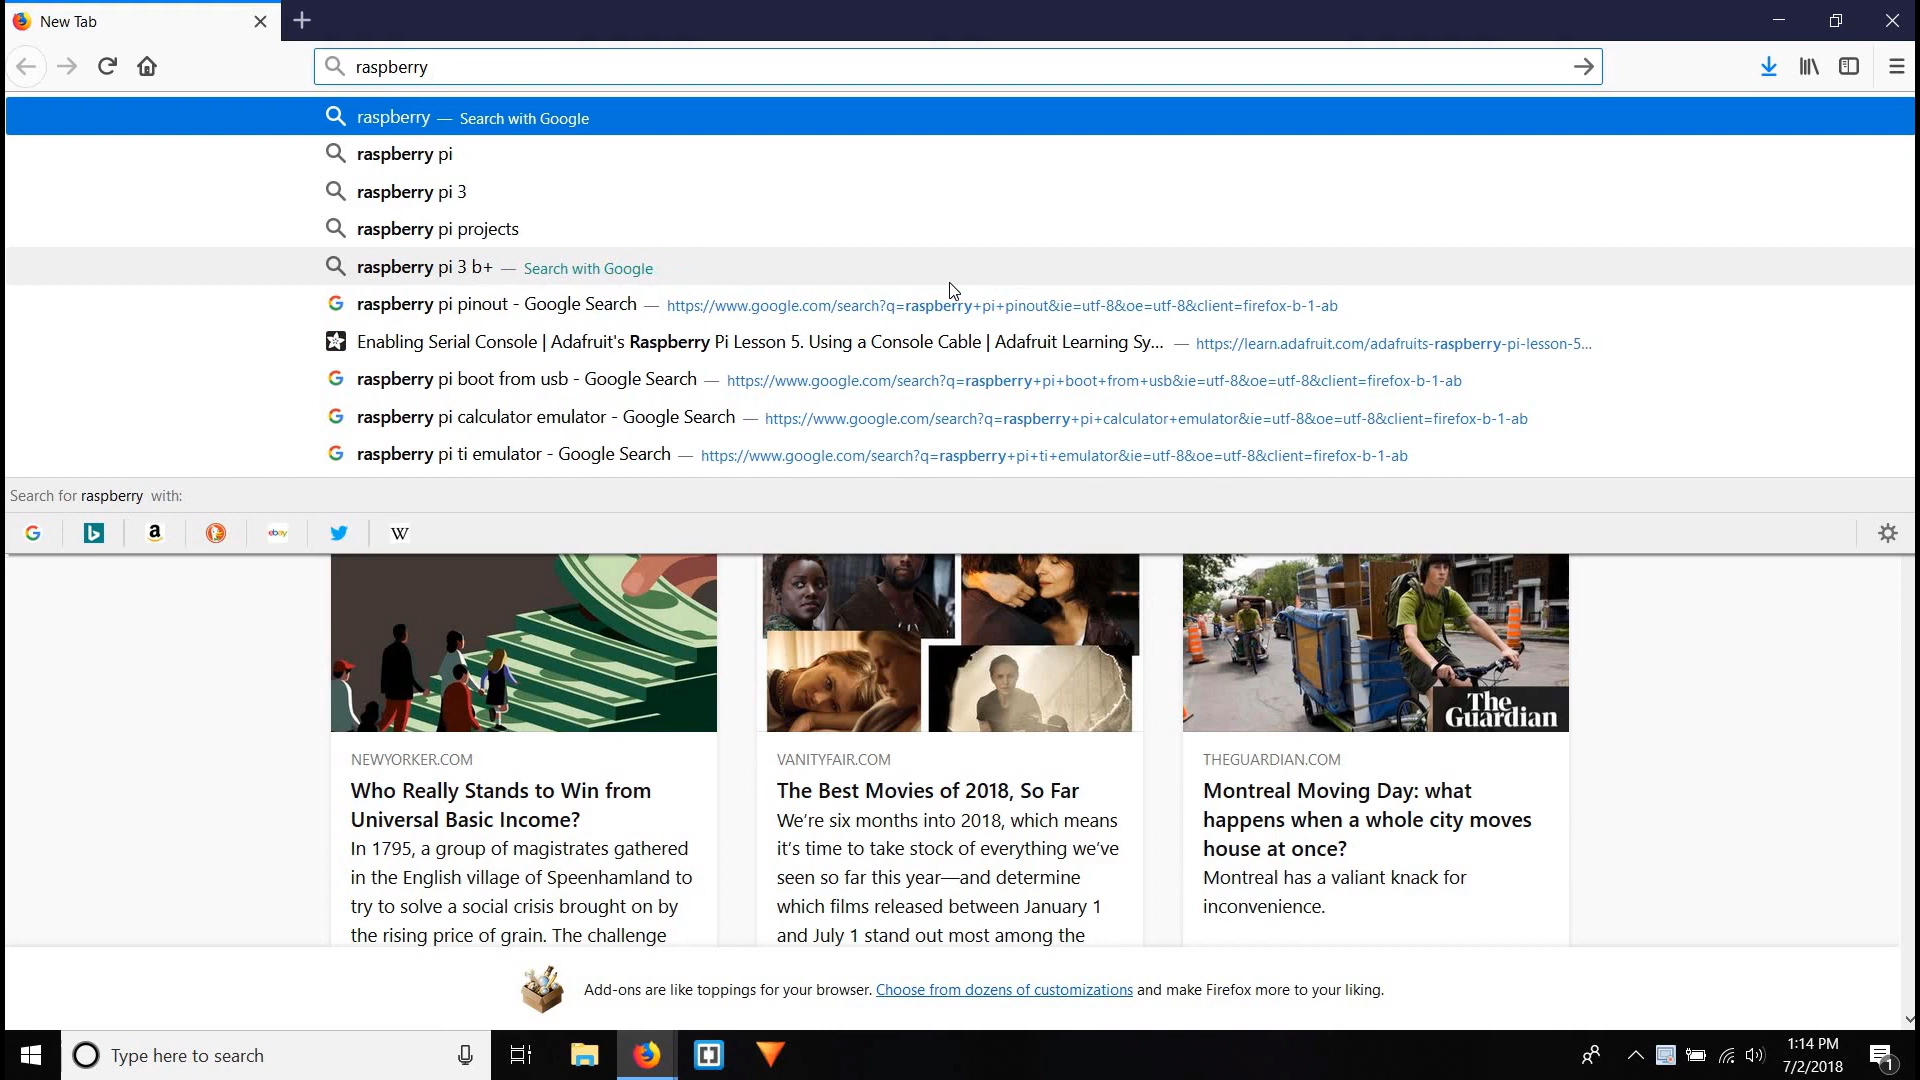 New Tab
raspberry
raspberry — Search with Google
raspberry pi
raspberry pi 3
raspberry pi projects
raspberry pi 3 b+ — Search with Google
raspberry pi pinout - Google Search — https://www.google.com/search?q=raspberry+pi+pinout&ie=utf-8&oe=utf-8&client=firefox-b-1-ab
Enabling Serial Console | Adafruit's Raspberry Pi Lesson 5. Using a Console Cable | Adafruit Learning Sy... — https://learn.adafruit.com/adafruits-raspberry-pi-lesson-5...
raspberry pi boot from usb - Google Search — https://www.google.com/search?q=raspberry+pi+boot+from+usb&ie=utf-8&oe=utf-8&client=firefox-b-1-ab
raspberry pi calculator emulator - Google Search — https://www.google.com/search?q=raspberry+pi+calculator+emulator&ie=utf-8&oe=utf-8&client=firefox-b-1-ab
raspberry pi ti emulator - Google Search — https://www.google.com/search?q=raspberry+pi+ti+emulator&ie=utf-8&oe=utf-8&client=firefox-b-1-ab
Search for raspberry with:
G b a ebay W
The
Guardian
NEWYORKER.COM
Who Really Stands to Win from
Universal Basic Income?
In 1795, a group of magistrates gathered
in the English village of Speenhamland to
try to solve a social crisis brought on by
the rising price of grain. The challenge
VANITYFAIR.COM
The Best Movies of 2018, So Far
We're six months into 2018, which means
it's time to take stock of everything we've
seen so far this year—and determine
which films released between January 1
and July 1 stand out most among the
THEGUARDIAN.COM
Montreal Moving Day: what
happens when a whole city moves
house at once?
Montreal has a valiant knack for
inconvenience.
Add-ons are like toppings for your browser. Choose from dozens of customizations and make Firefox more to your liking.
Type here to search
1:14 PM
7/2/2018
1